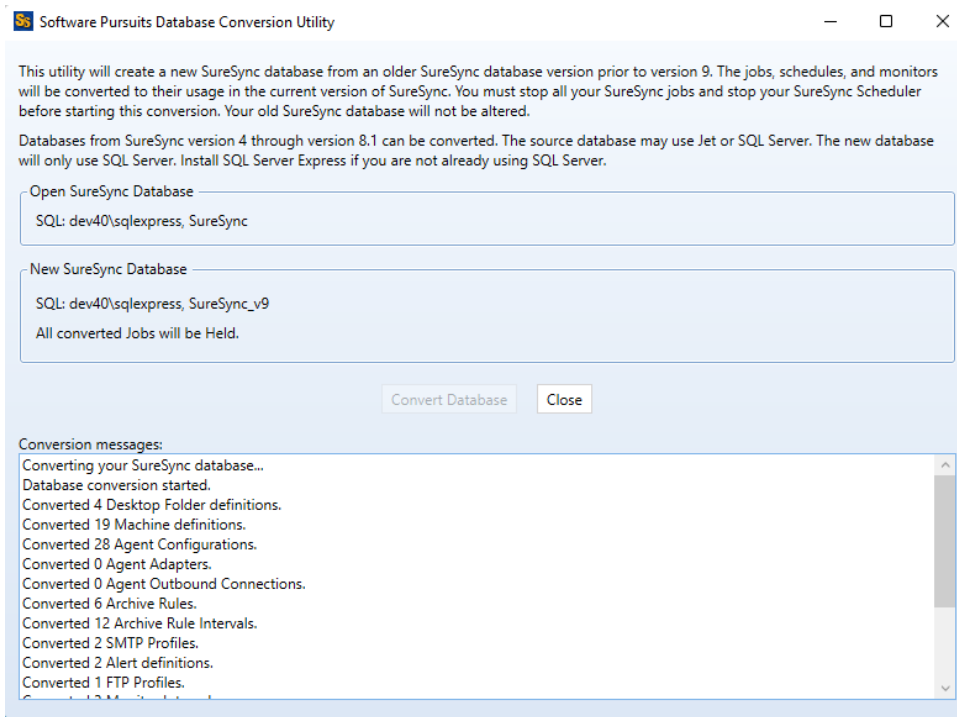 SS Software Pursuits Database Conversion Utility
This utility will create a new SureSync database from an older SureSync database version prior to version 9. The jobs, schedules, and monitors
will be converted to their usage in the current version of SureSync. You must stop all your SureSync jobs and stop your SureSync Scheduler
before starting this conversion. Your old SureSync database will not be altered.
Databases from SureSync version 4 through version 8.1 can be converted. The source database may use Jet or SQL Server. The new database
will only use SQL Server. Install SQL Server Express if you are not already using SQL Server.
Open SureSync Database
SQL: dev40\sqlexpress, SureSync
New SureSync Database
SQL: dev40\sqlexpress, SureSync_v9
All converted Jobs will be Held.
Convert Database Close
Conversion messages:
Converting your SureSync database...
Database conversion started.
Converted 4 Desktop Folder definitions.
Converted 19 Machine definitions.
Converted 28 Agent Configurations.
Converted 0 Agent Adapters.
Converted 0 Agent Outbound Connections.
Converted 6 Archive Rules.
Converted 12 Archive Rule Intervals.
Converted 2 SMTP Profiles.
Converted 2 Alert definitions.
Converted 1 FTP Profiles.